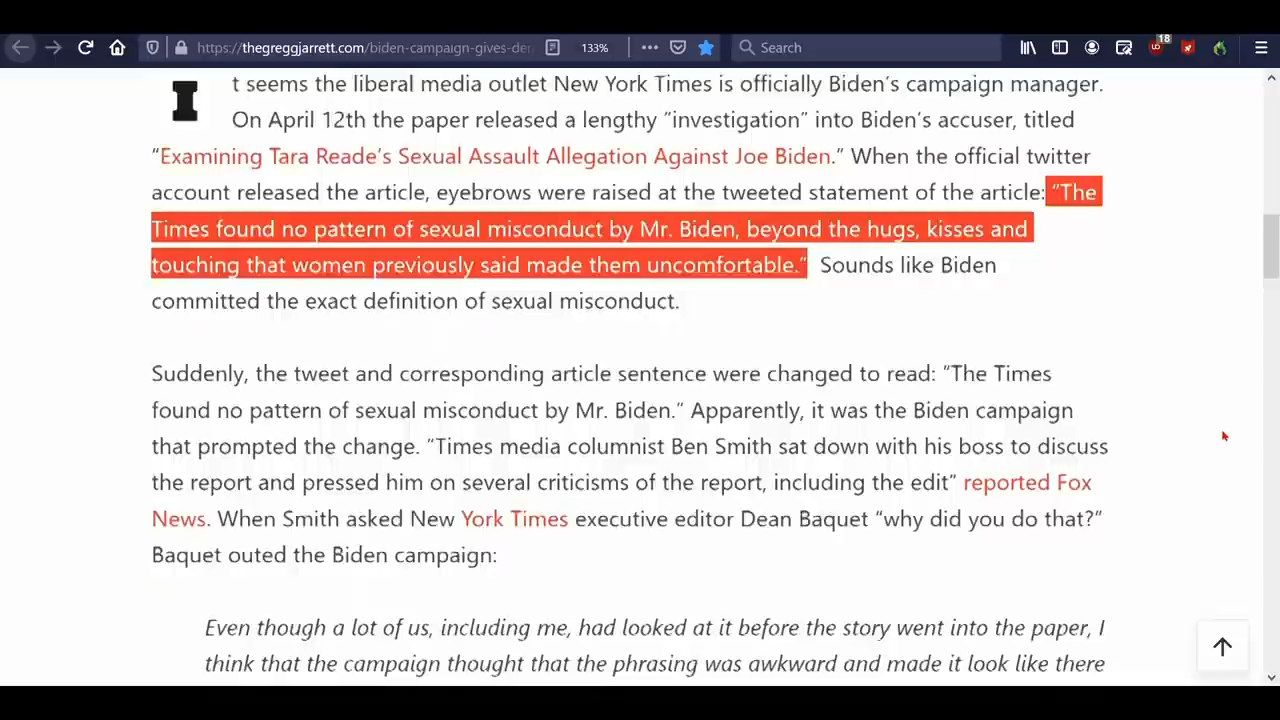 https://thegreggjarrett.com/biden-campaign-gives-der
133%
Search
18
It seems the liberal media outlet New York Times is officially Biden’s campaign manager.
On April 12th the paper released a lengthy “investigation” into Biden’s accuser, titled
“Examining Tara Reade’s Sexual Assault Allegation Against Joe Biden.” When the official twitter
account released the article, eyebrows were raised at the tweeted statement of the article: “The
Times found no pattern of sexual misconduct by Mr. Biden, beyond the hugs, kisses and
touching that women previously said made them uncomfortable.” Sounds like Biden
committed the exact definition of sexual misconduct.
Suddenly, the tweet and corresponding article sentence were changed to read: “The Times
found no pattern of sexual misconduct by Mr. Biden.” Apparently, it was the Biden campaign
that prompted the change. “Times media columnist Ben Smith sat down with his boss to discuss
the report and pressed him on several criticisms of the report, including the edit” reported Fox
News. When Smith asked New York Times executive editor Dean Baquet “why did you do that?”
Baquet outed the Biden campaign:
Even though a lot of us, including me, had looked at it before the story went into the paper, I
think that the campaign thought that the phrasing was awkward and made it look like there